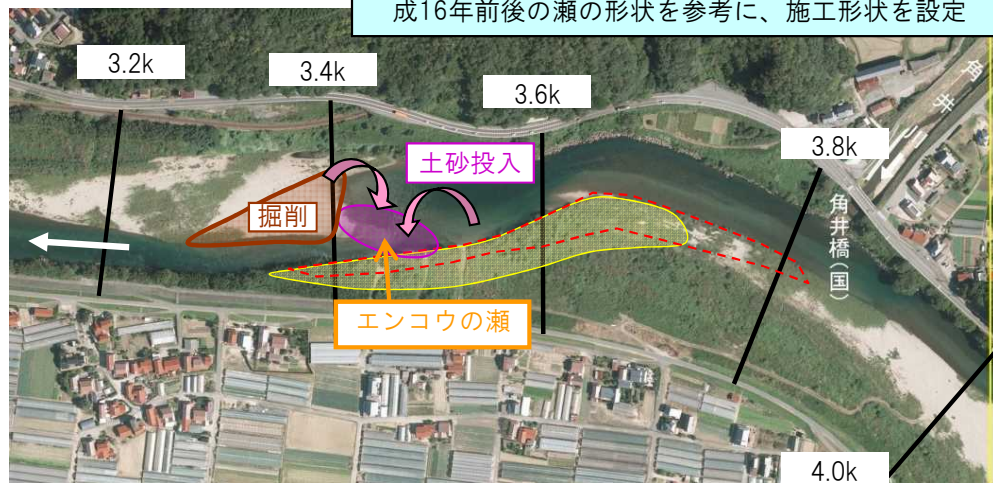 成16年前後の瀬の形状を参考に、施工形状を設定
3.2k
3.4k
3.6k
3.8k
4.0k
土砂投入
掘削
エンコウの瀬
角井橋(国)
角井